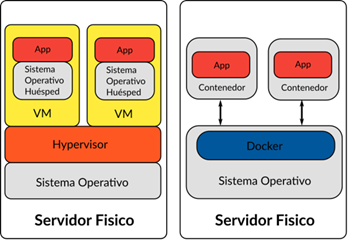 App
Sistema
Operativo
Huésped
VM
App
Sistema
Operativo
Huésped
VM
Hypervisor
Sistema Operativo
Servidor Fisico
App
Contenedor
App
Contenedor
Docker
Sistema Operativo
Servidor Fisico